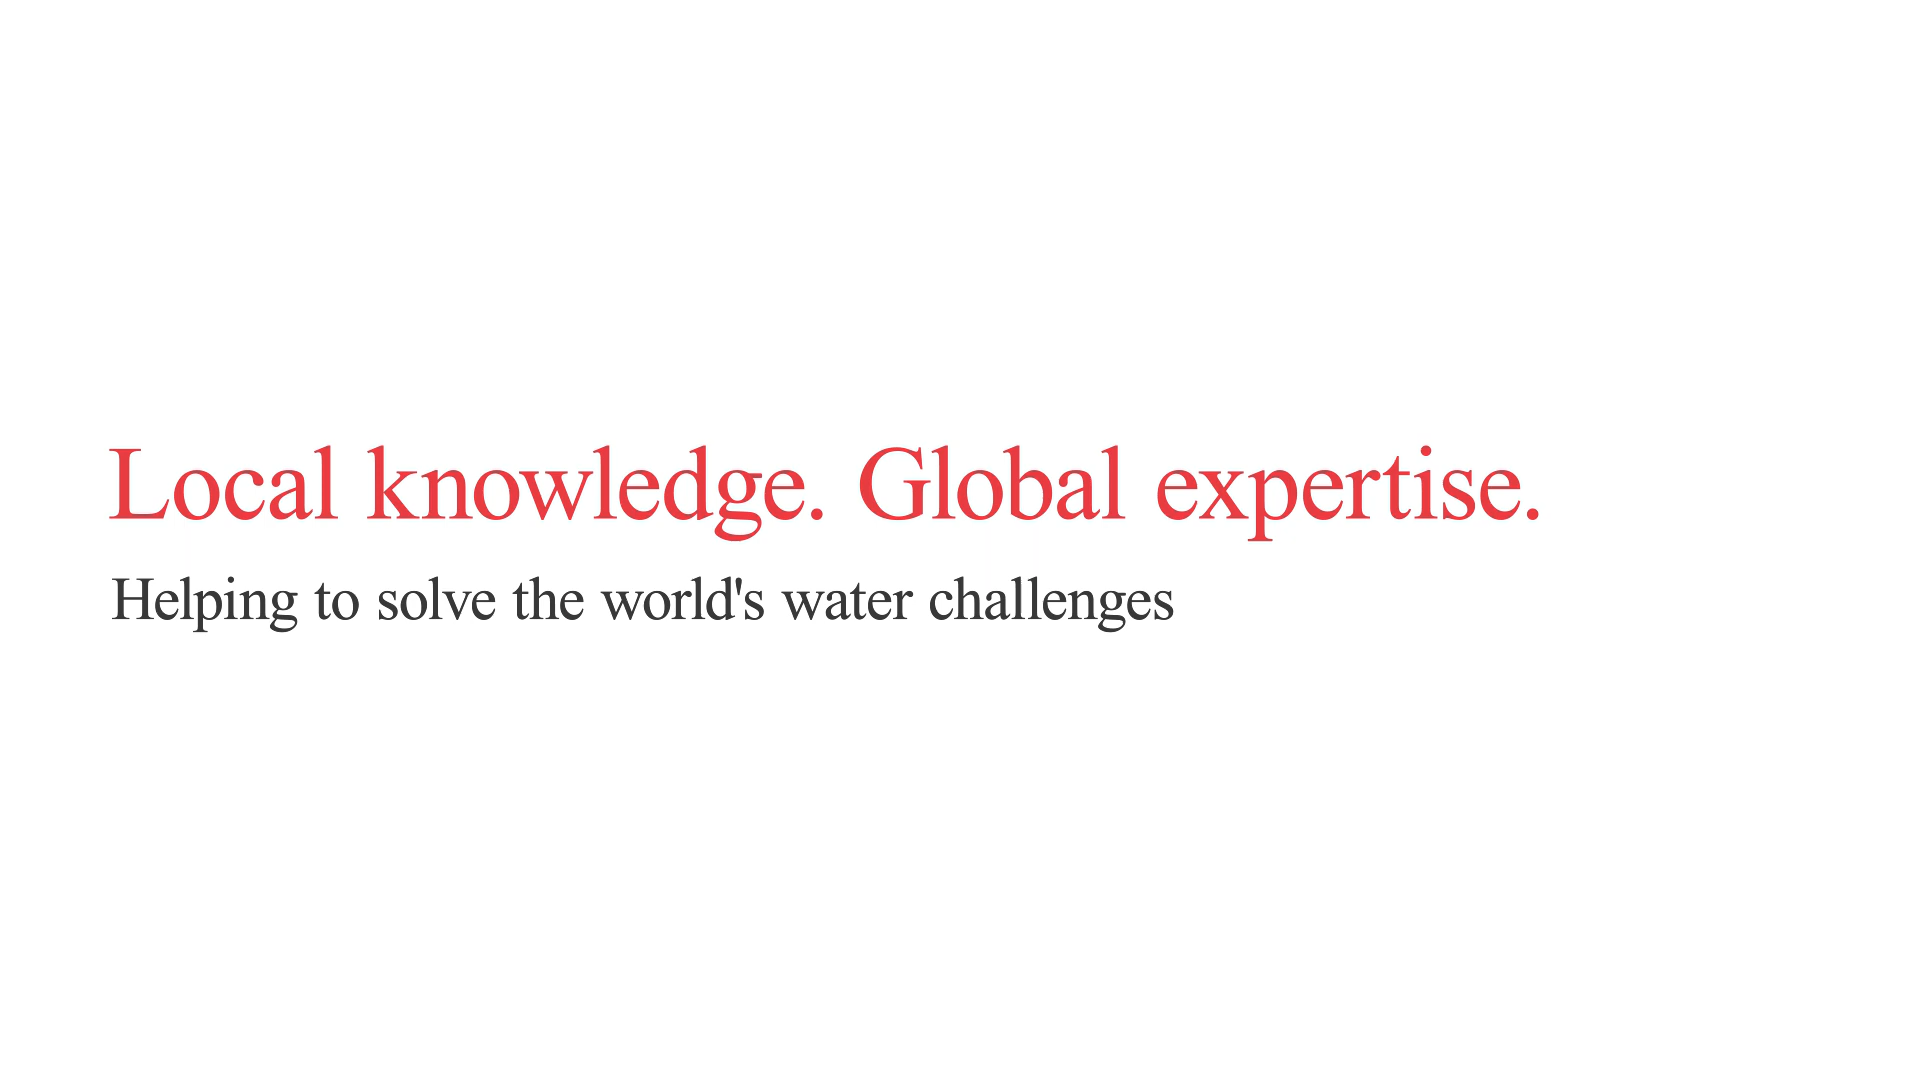 Local knowledge. Global expertise.
Helping to solve the world's water challenges